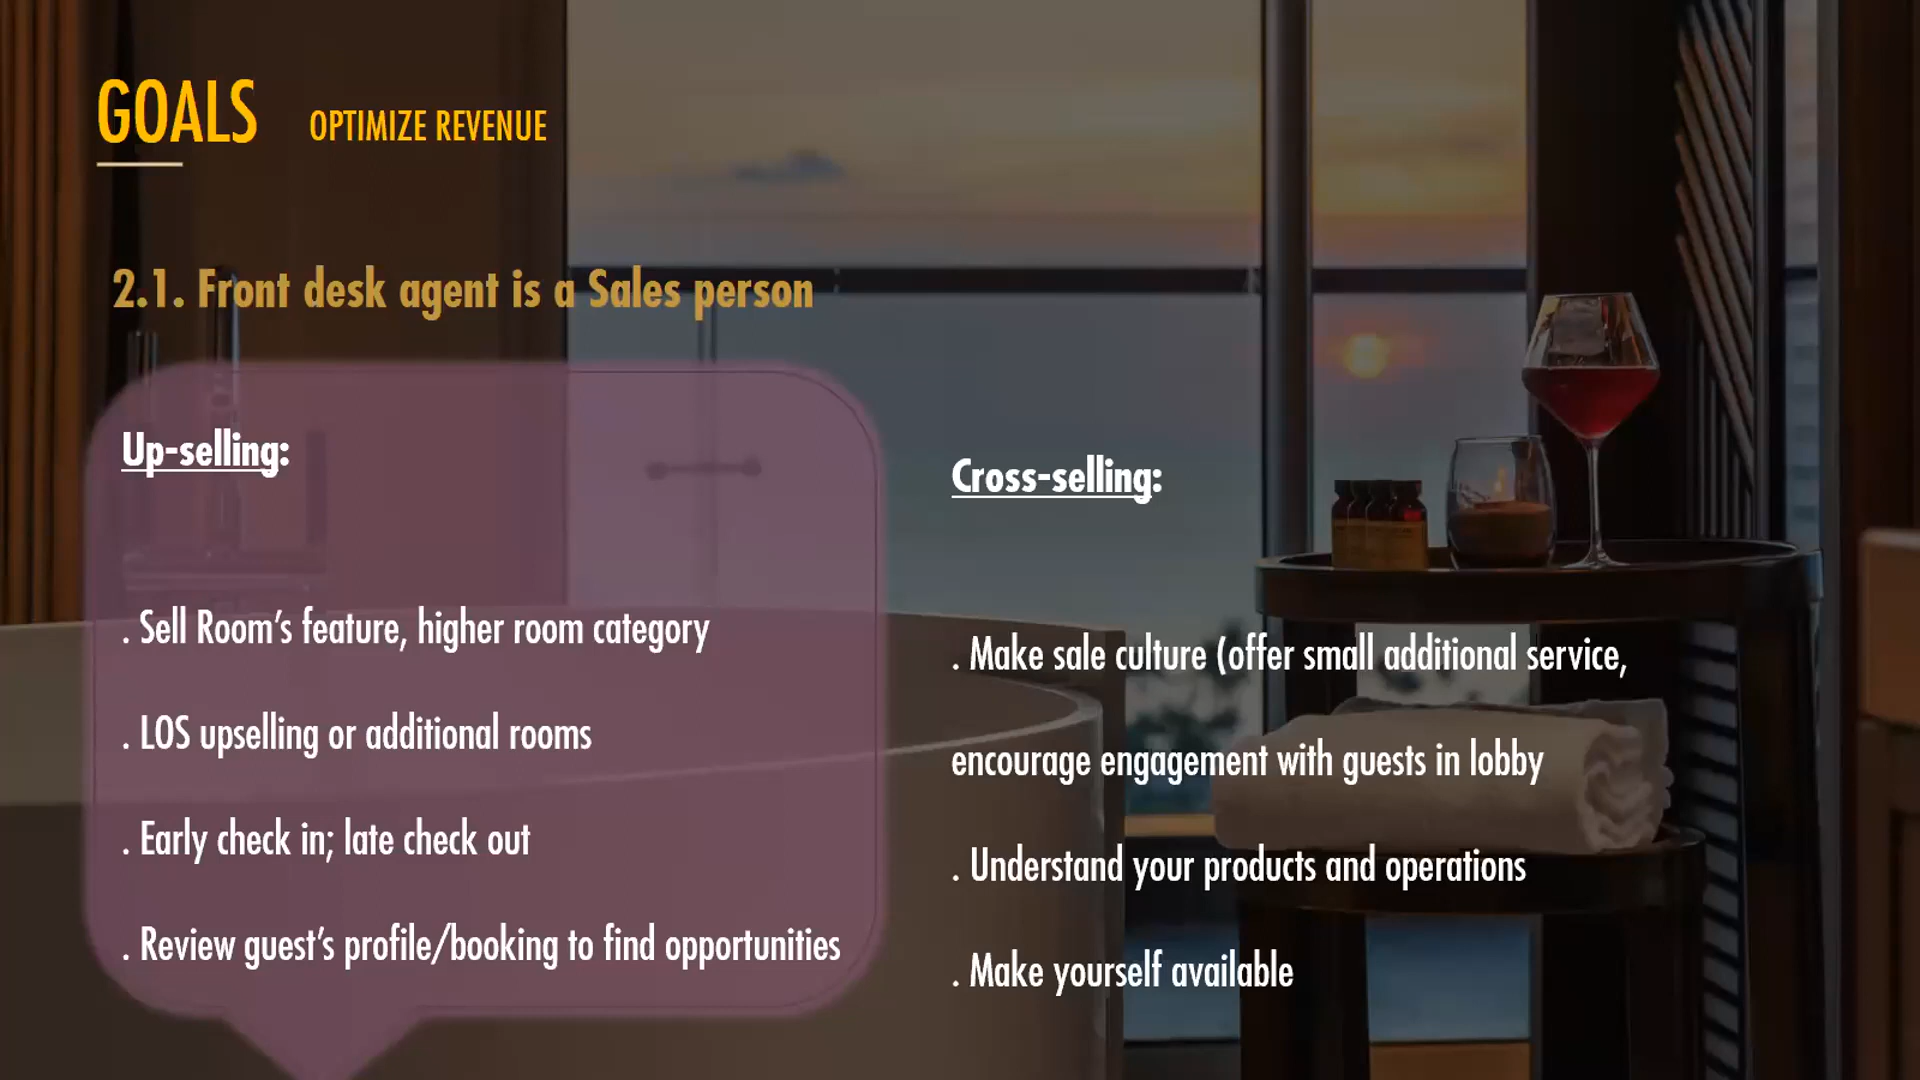 GOALS OPTIMIZE REVENUE
2.1. Front desk agent is a Sales person
Up-selling:
. Sell Room’s feature, higher room category
. LOS upselling or additional rooms
. Early check in; late check out
. Review guest’s profile/booking to find opportunities
Cross-selling:
. Make sale culture (offer small additional service,
encourage engagement with guests in lobby
. Understand your products and operations
. Make yourself available